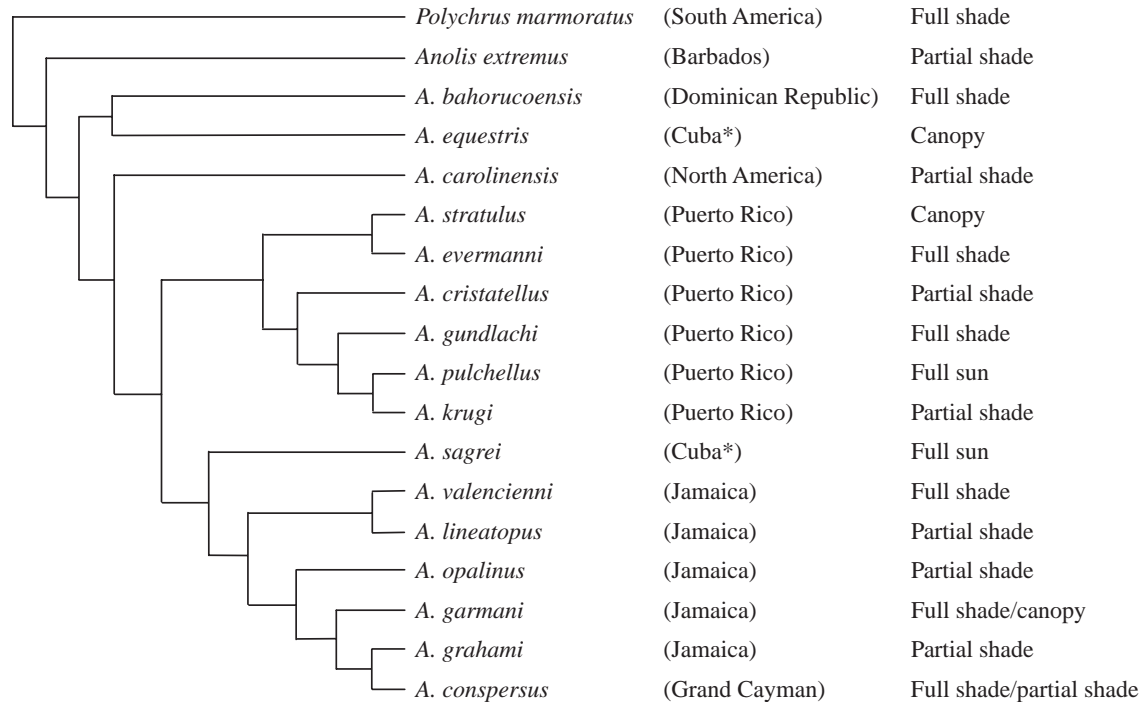 Polychrus marmoratus (South America) Full shade
Anolis extremus (Barbados) Partial shade
A. bahorucoensis (Dominican Republic) Full shade
A. equestris (Cuba*) Canopy
A. carolinensis (North America) Partial shade
A. stratulus (Puerto Rico) Canopy
A. evermanni (Puerto Rico) Full shade
A. cristatellus (Puerto Rico) Partial shade
A. gundlachi (Puerto Rico) Full shade
A. pulchellus (Puerto Rico) Full sun
A. krugi (Puerto Rico) Partial shade
A. sagrei (Cuba*) Full sun
A. valencienni (Jamaica) Full shade
A. lineatopus (Jamaica) Partial shade
A. opalinus (Jamaica) Partial shade
A. garmani (Jamaica) Full shade/canopy
A. grahami (Jamaica) Partial shade
A. conspersus (Grand Cayman) Full shade/partial shade